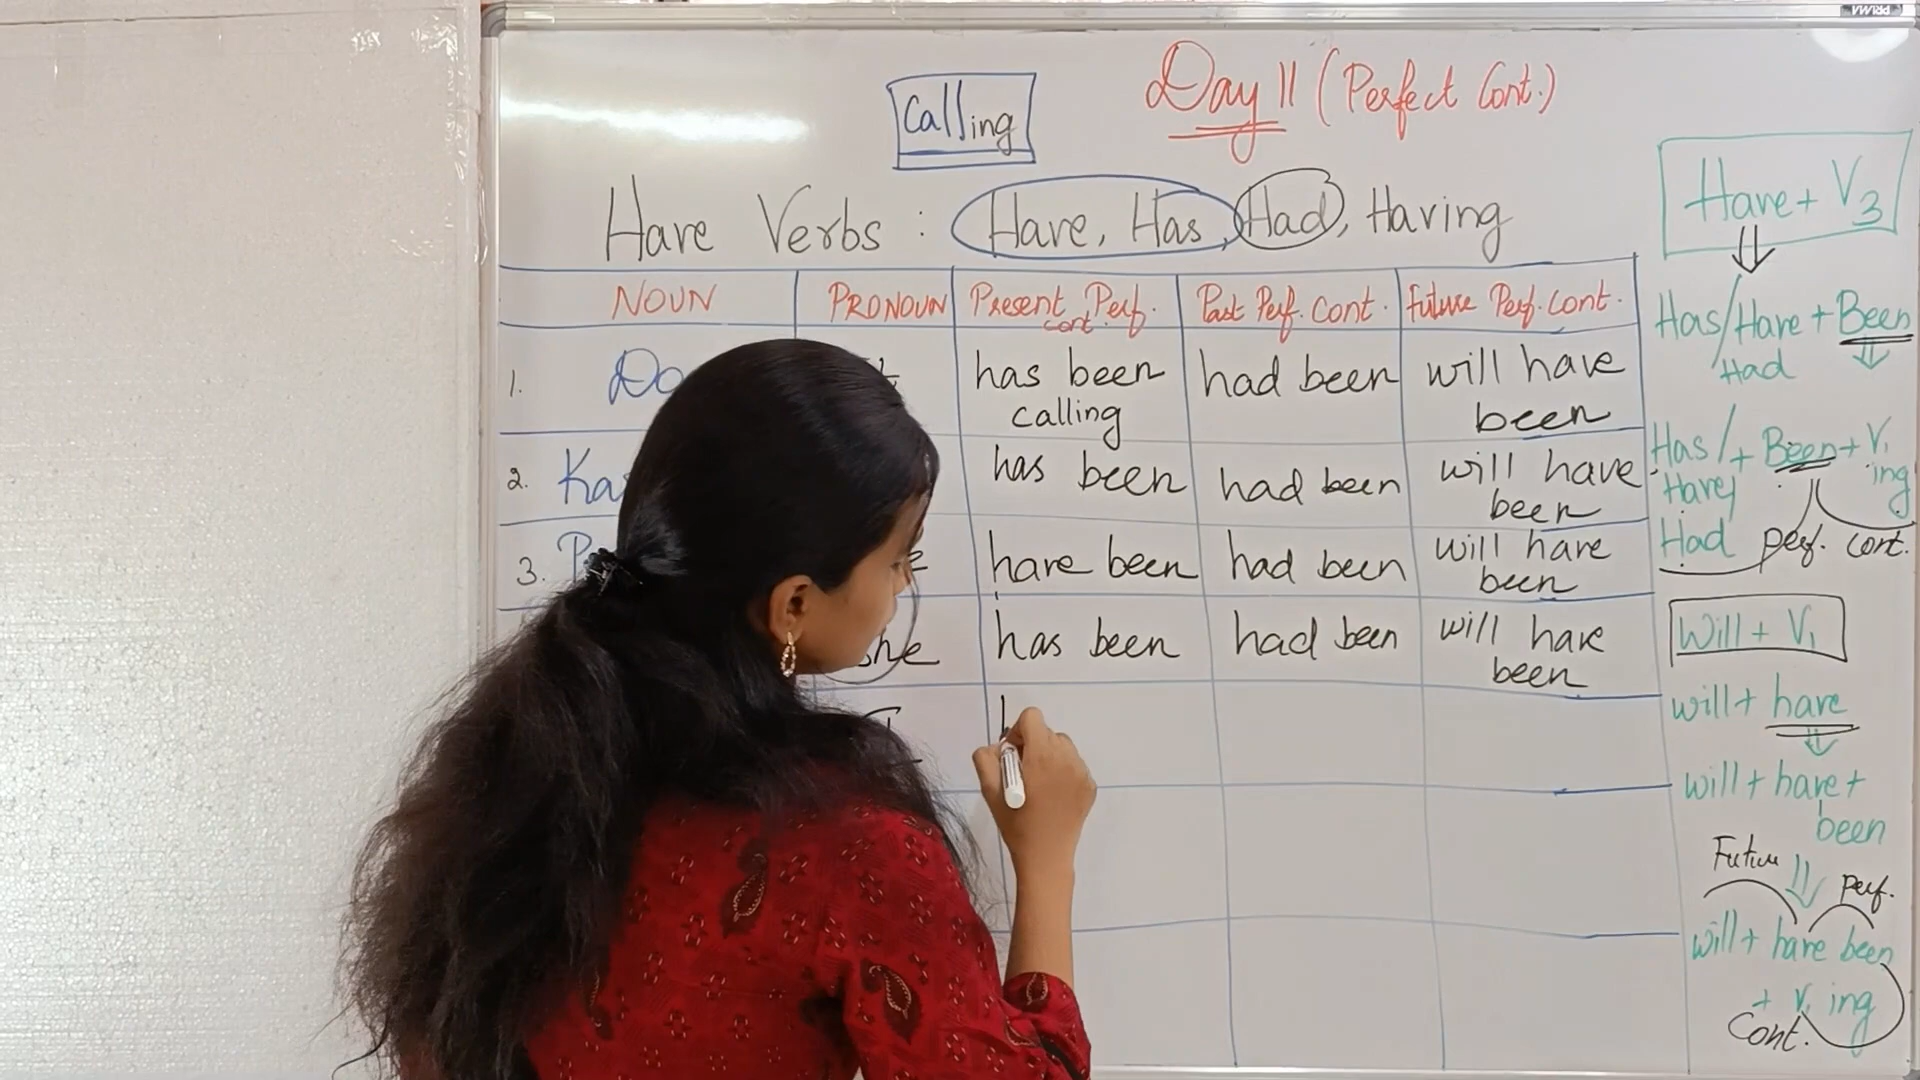 Day 11 (Perfect Cont.)
Calling
Have Verbs : Have, Has, Had, Having
NOUN PRONOUN Present Perf. cont. Past Perf. Cont. Future Perf. Cont.
1. has been calling had been will have been
2. has been had been will have been
3. have been had been will have been
She has been had been will have been
I
Have + V3
Has/Have + Been
Had
Has/ + Been + V1 ing
Have/
Had perf. cont.
Will + V1
will + have
will + have +
been
Future perf.
will + have been
+ V1 ing
Cont.
PRIMA